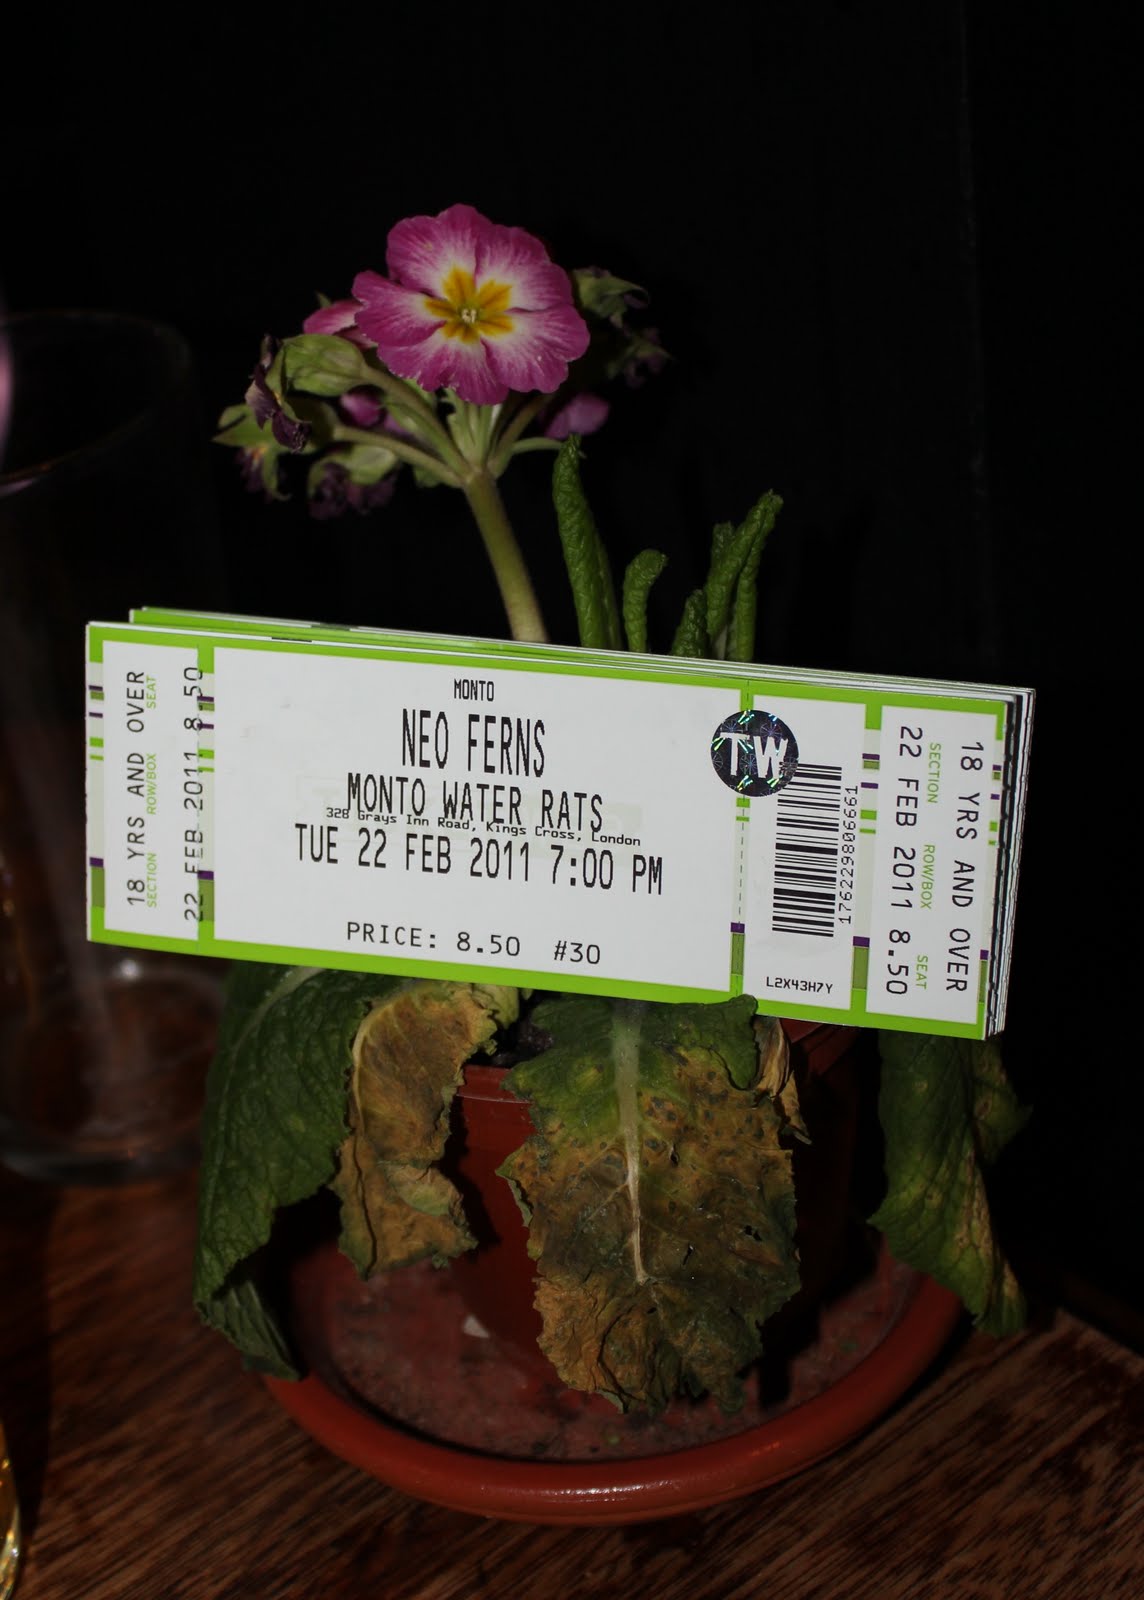 18 YRS AND OVER
SECTION ROW/BOX SEAT
22 FEB 2011 8.50
MONTO
NEO FERNS
MONTO WATER RATS
328 Grays Inn Road, Kings Cross, London
TUE 22 FEB 2011 7:00 PM
PRICE: 8.50 #30
TW
1762229806661
L2X43H7Y
18 YRS AND OVER
SECTION ROW/BOX SEAT
22 FEB 2011 8.50